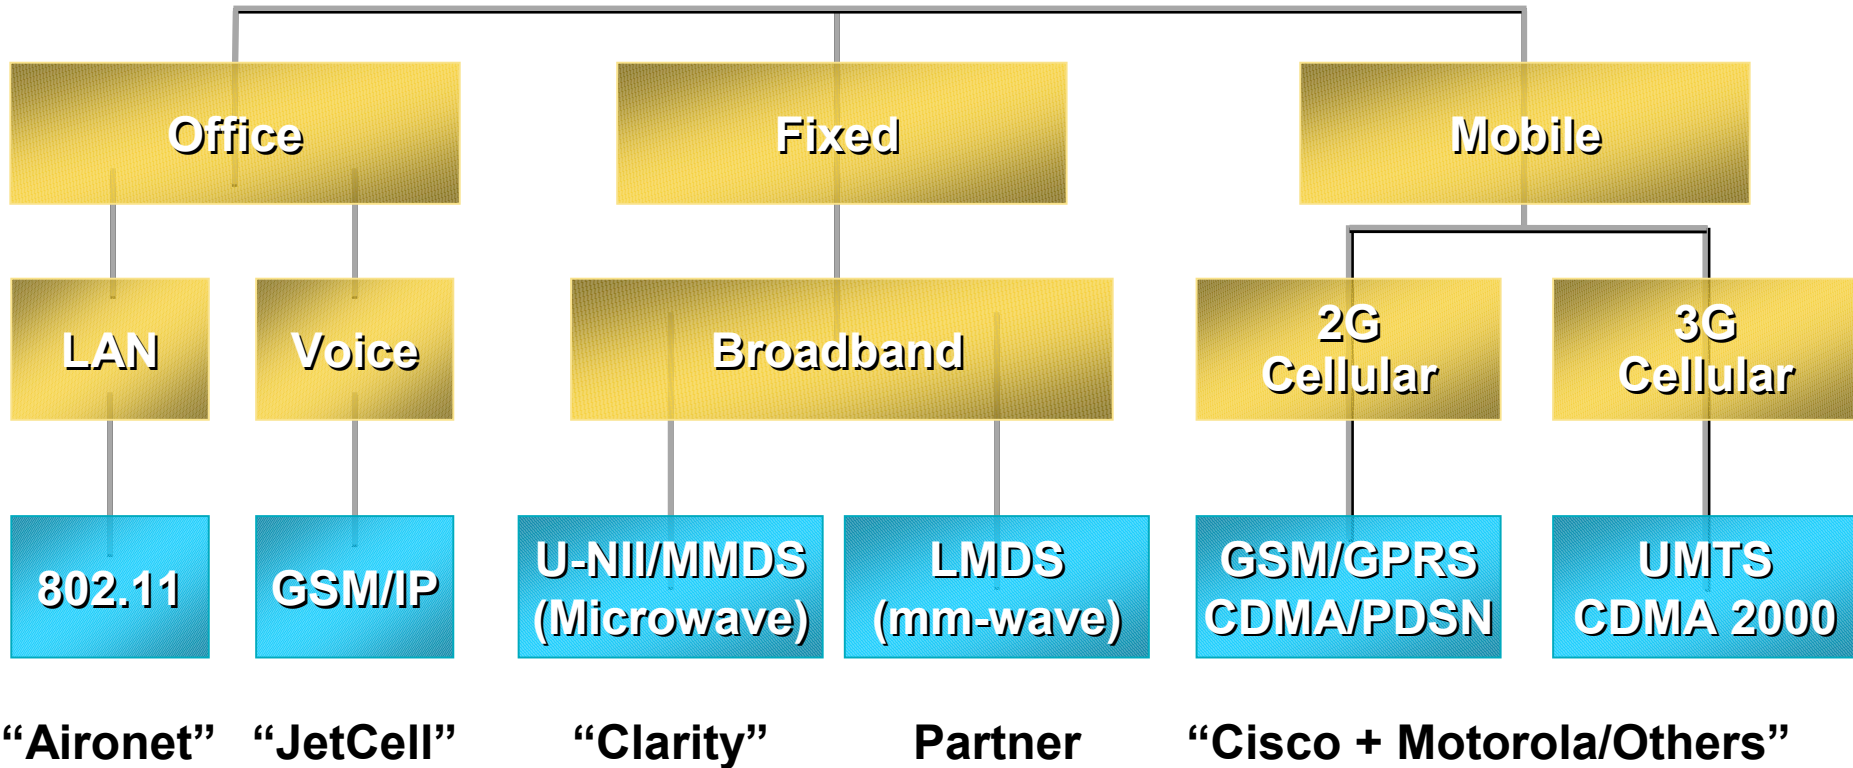 Office
Fixed
Mobile
LAN
Voice
Broadband
2G
Cellular
3G
Cellular
802.11
GSM/IP
U-NII/MMDS
(Microwave)
LMDS
(mm-wave)
GSM/GPRS
CDMA/PDSN
UMTS
CDMA 2000
“Aironet”
“JetCell”
“Clarity”
Partner
“Cisco + Motorola/Others”